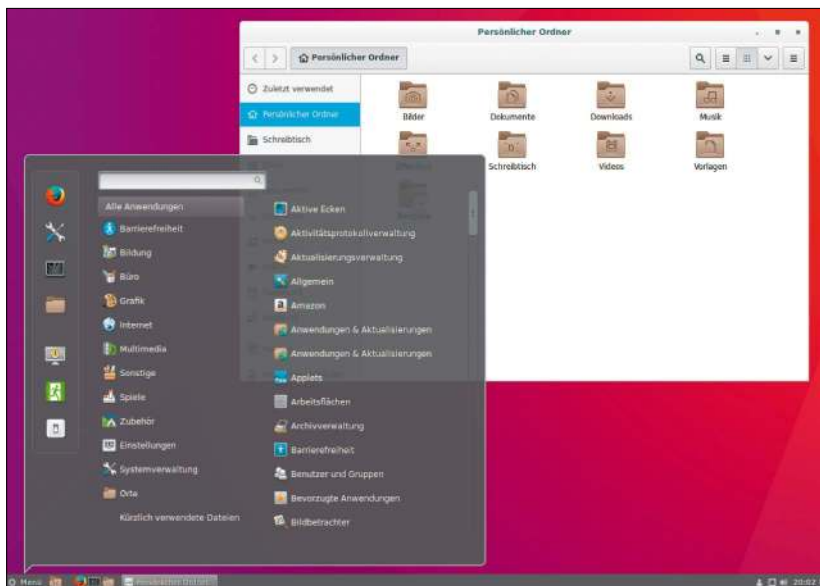 Persönlicher Ordner
Persönlicher Ordner
Zuletzt verwendet
Persönlicher Ordner
Schreibtisch
Bilder
Dokumente
Downloads
Musik
Schreibtisch
Videos
Vorlagen
Alle Anwendungen
Barrierefreiheit
Bildung
Büro
Grafik
Internet
Multimedia
Sonstige
Spiele
Zubehör
Einstellungen
Systemverwaltung
Orte
Kürzlich verwendete Dateien
Aktive Ecken
Aktivitätsprotokollverwaltung
Aktualisierungsverwaltung
Allgemein
Amazon
Anwendungen & Aktualisierungen
Anwendungen & Aktualisierungen
Applets
Arbeitsflächen
Archivverwaltung
Barrierefreiheit
Benutzer und Gruppen
Bevorzugte Anwendungen
Bildbetrachter
Menü
Persönlicher Ordner
20:02